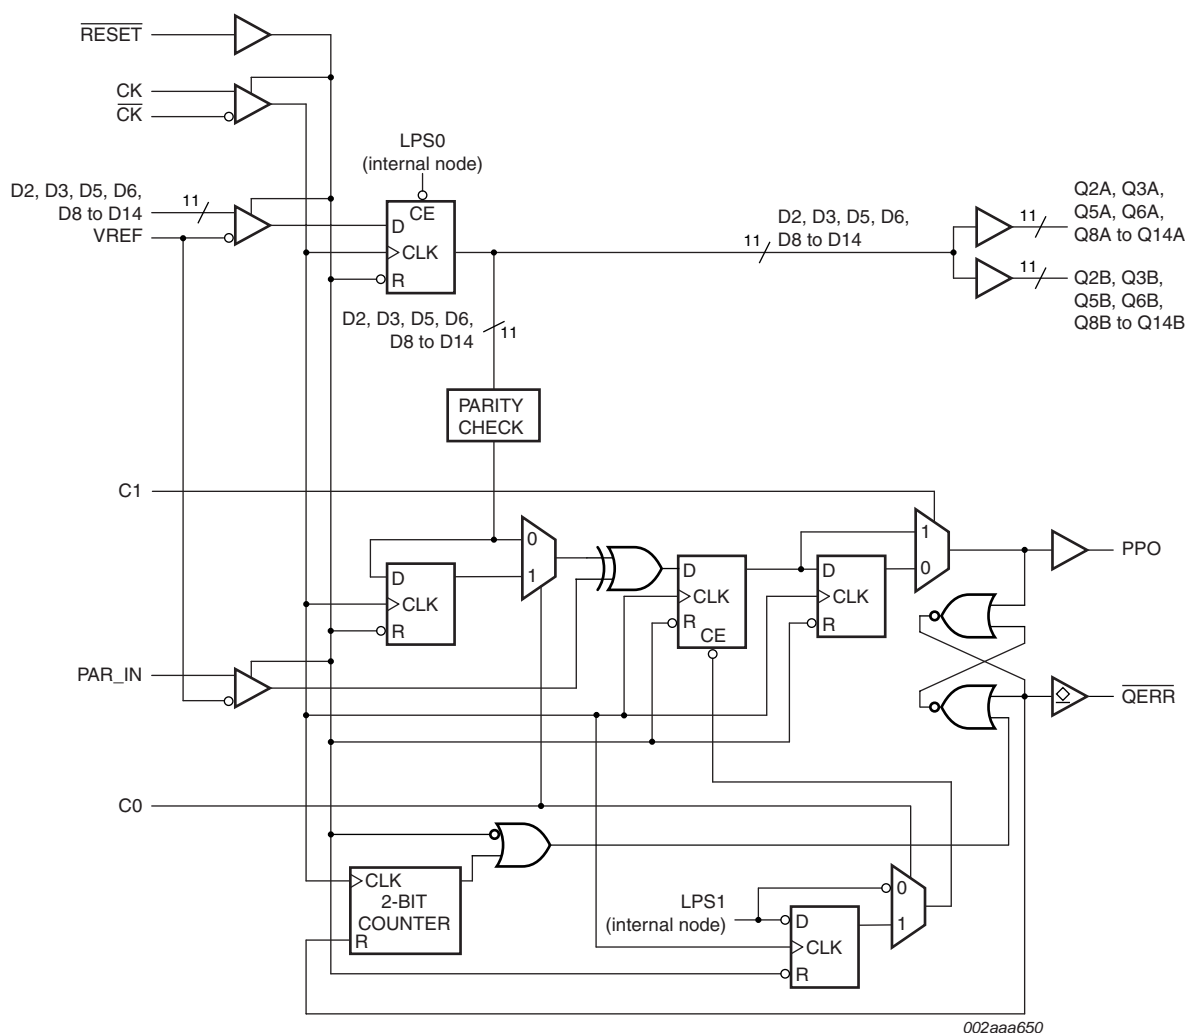 RESET
CK
CK
LPS0
(internal node)
D2, D3, D5, D6,
D8 to D14
11
VREF
CE
D
CLK
R
D2, D3, D5, D6,
D8 to D14
11
11
Q2A, Q3A,
Q5A, Q6A,
Q8A to Q14A
11
Q2B, Q3B,
Q5B, Q6B,
Q8B to Q14B
D2, D3, D5, D6,
D8 to D14
11
PARITY
CHECK
C1
0
1
D
CLK
R
D
CLK
R
CE
D
CLK
R
1
0
PPO
PAR_IN
QERR
C0
CLK
2-BIT
COUNTER
R
LPS1
(internal node)
D
CLK
R
0
1
002aaa650